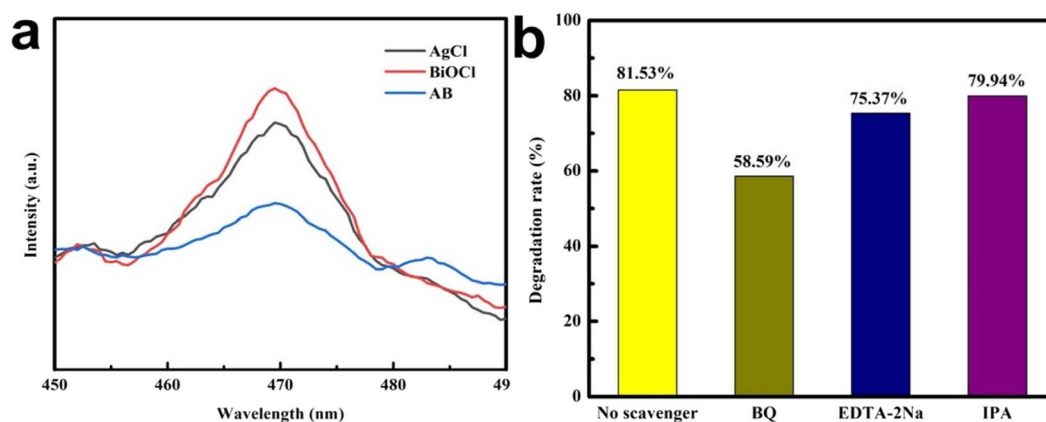 a
AgCl
BiOCl
AB
Intensity (a.u.)
450
460
470
480
49
Wavelength (nm)
b
100
80
60
40
20
0
Degradation rate (%)
81.53%
58.59%
75.37%
79.94%
No scavenger
BQ
EDTA-2Na
IPA